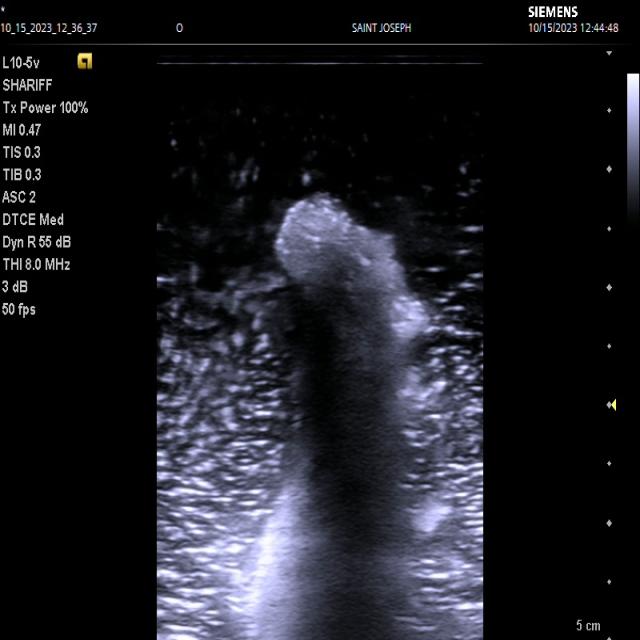 SIEMENS
10_15_2023_12_36_37 O SAINT JOSEPH 10/15/2023 12:44:48
L10-5v
SHARIFF
Tx Power 100%
MI 0.47
TIS 0.3
TIB 0.3
ASC 2
DTCE Med
Dyn R 55 dB
THI 8.0 MHz
3 dB
50 fps
5 cm